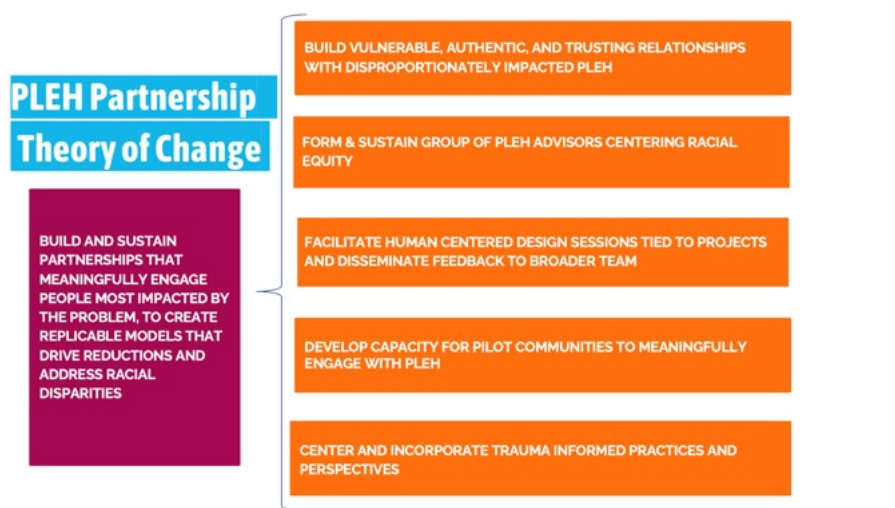 PLEH Partnership
Theory of Change
BUILD AND SUSTAIN
PARTNERSHIPS THAT
MEANINGFULLY ENGAGE
PEOPLE MOST IMPACTED BY
THE PROBLEM, TO CREATE
REPLICABLE MODELS THAT
DRIVE REDUCTIONS AND
ADDRESS RACIAL
DISPARITIES
BUILD VULNERABLE, AUTHENTIC, AND TRUSTING RELATIONSHIPS
WITH DISPROPORTIONATELY IMPACTED PLEH
FORM & SUSTAIN GROUP OF PLEH ADVISORS CENTERING RACIAL
EQUITY
FACILITATE HUMAN CENTERED DESIGN SESSIONS TIED TO PROJECTS
AND DISSEMINATE FEEDBACK TO BROADER TEAM
DEVELOP CAPACITY FOR PILOT COMMUNITIES TO MEANINGFULLY
ENGAGE WITH PLEH
CENTER AND INCORPORATE TRAUMA INFORMED PRACTICES AND
PERSPECTIVES